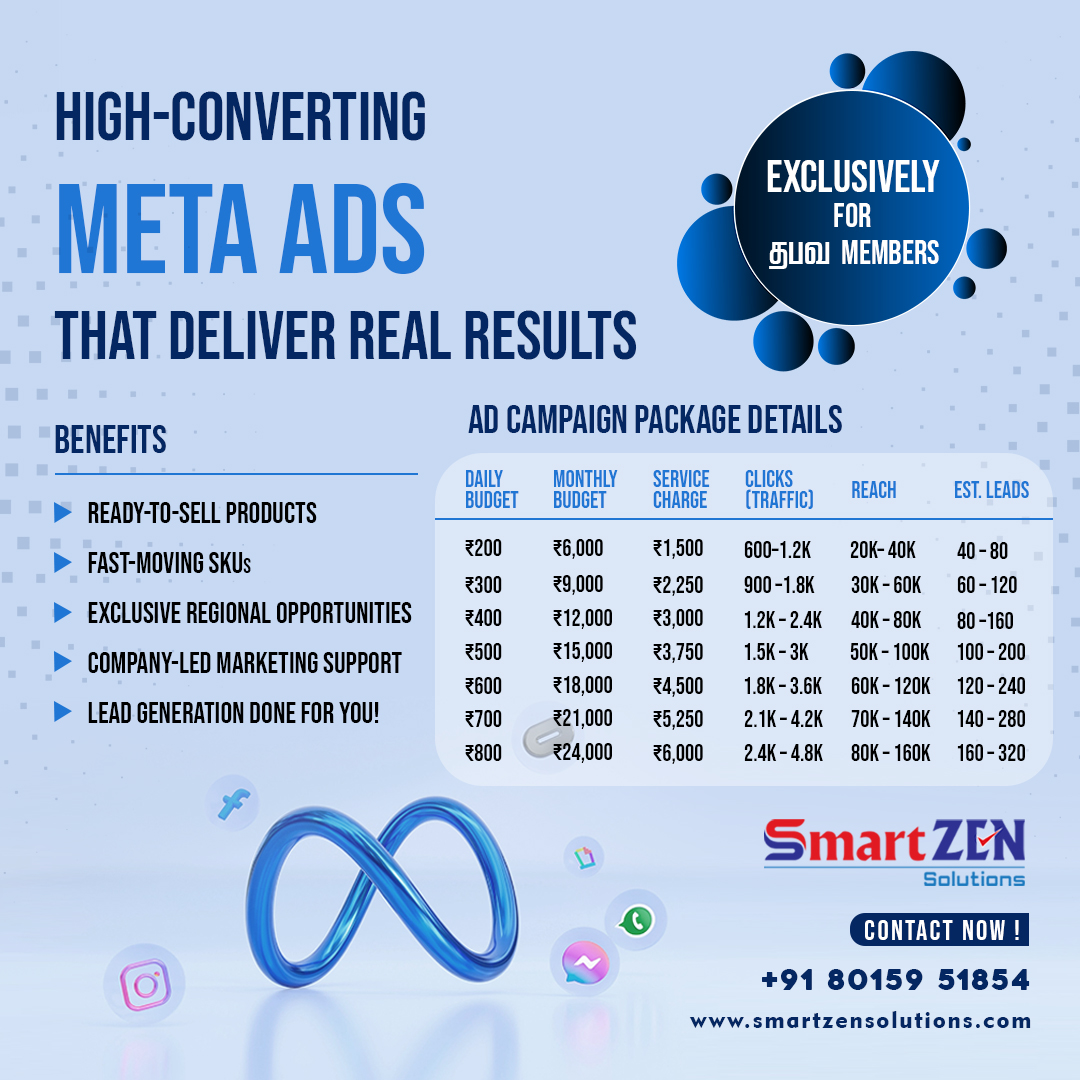 HIGH-CONVERTING
META ADS
THAT DELIVER REAL RESULTS
EXCLUSIVELY
FOR
தபவ MEMBERS
BENEFITS
READY-TO-SELL PRODUCTS
FAST-MOVING SKUs
EXCLUSIVE REGIONAL OPPORTUNITIES
COMPANY-LED MARKETING SUPPORT
LEAD GENERATION DONE FOR YOU!
AD CAMPAIGN PACKAGE DETAILS
DAILY BUDGET MONTHLY BUDGET SERVICE CHARGE CLICKS (TRAFFIC) REACH EST. LEADS
₹200 ₹6,000 ₹1,500 600-1.2K 20K- 40K 40 - 80
₹300 ₹9,000 ₹2,250 900 -1.8K 30K - 60K 60 - 120
₹400 ₹12,000 ₹3,000 1.2K - 2.4K 40K - 80K 80 -160
₹500 ₹15,000 ₹3,750 1.5K - 3K 50K - 100K 100 - 200
₹600 ₹18,000 ₹4,500 1.8K - 3.6K 60K - 120K 120 - 240
₹700 ₹21,000 ₹5,250 2.1K - 4.2K 70K - 140K 140 - 280
₹800 ₹24,000 ₹6,000 2.4K - 4.8K 80K - 160K 160 - 320
Smart ZEN
Solutions
CONTACT NOW !
+91 80159 51854
www.smartzensolutions.com